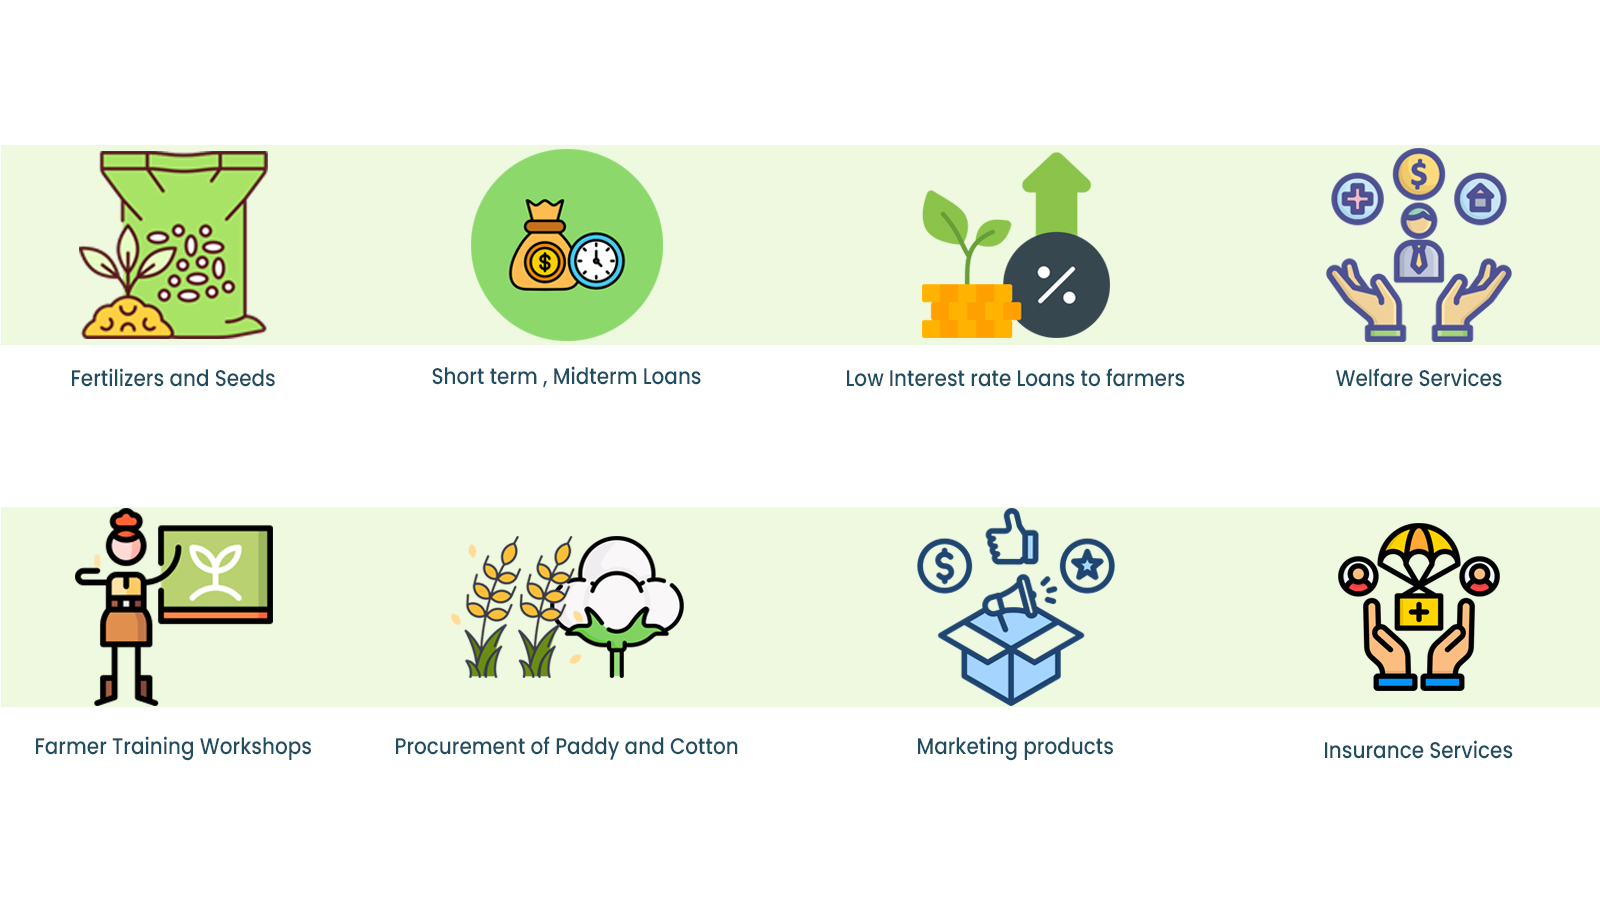 Fertilizers and Seeds
Short term , Midterm Loans
Low Interest rate Loans to farmers
Welfare Services
Farmer Training Workshops
Procurement of Paddy and Cotton
Marketing products
Insurance Services